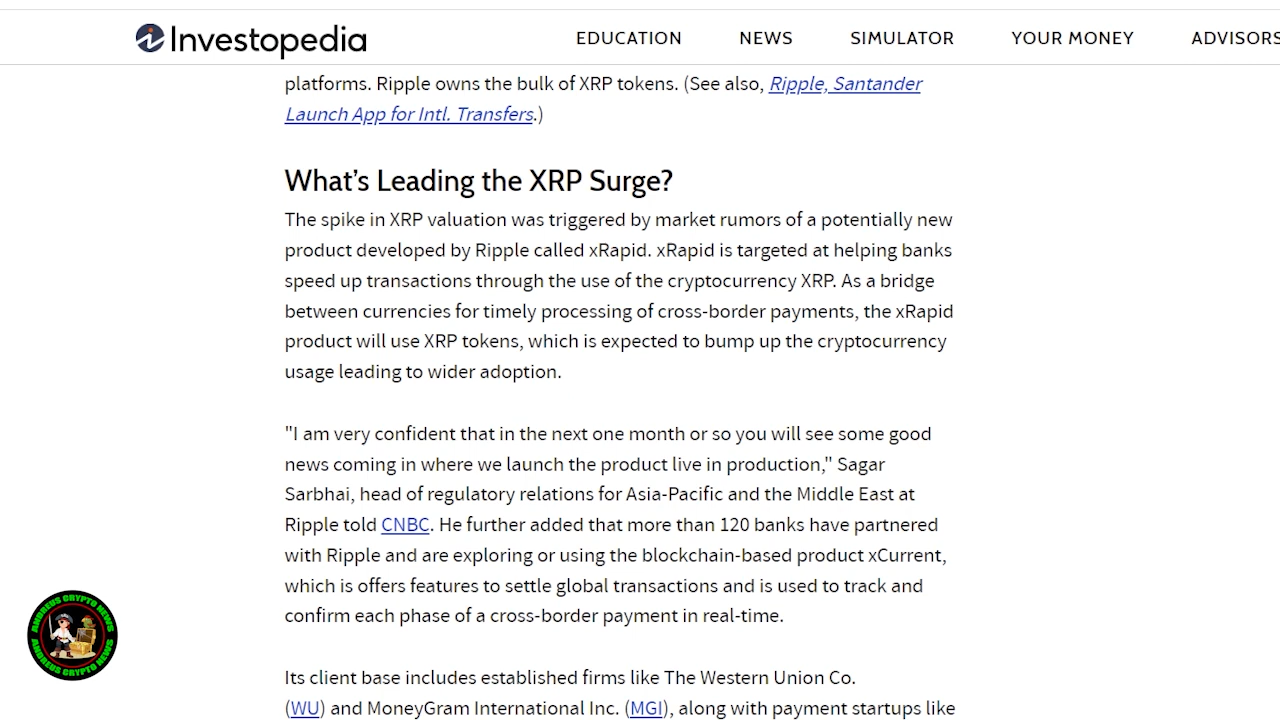 Investopedia
EDUCATION NEWS SIMULATOR YOUR MONEY ADVISORS
platforms. Ripple owns the bulk of XRP tokens. (See also, Ripple, Santander
Launch App for Intl. Transfers.)
What's Leading the XRP Surge?
The spike in XRP valuation was triggered by market rumors of a potentially new
product developed by Ripple called xRapid. xRapid is targeted at helping banks
speed up transactions through the use of the cryptocurrency XRP. As a bridge
between currencies for timely processing of cross-border payments, the xRapid
product will use XRP tokens, which is expected to bump up the cryptocurrency
usage leading to wider adoption.
"I am very confident that in the next one month or so you will see some good
news coming in where we launch the product live in production," Sagar
Sarbhai, head of regulatory relations for Asia-Pacific and the Middle East at
Ripple told CNBC. He further added that more than 120 banks have partnered
with Ripple and are exploring or using the blockchain-based product xCurrent,
which is offers features to settle global transactions and is used to track and
confirm each phase of a cross-border payment in real-time.
ANDREUS CRYPTO NEWS
ANDREUS CRYPTO NEWS
Its client base includes established firms like The Western Union Co.
(WU) and MoneyGram International Inc. (MGI), along with payment startups like